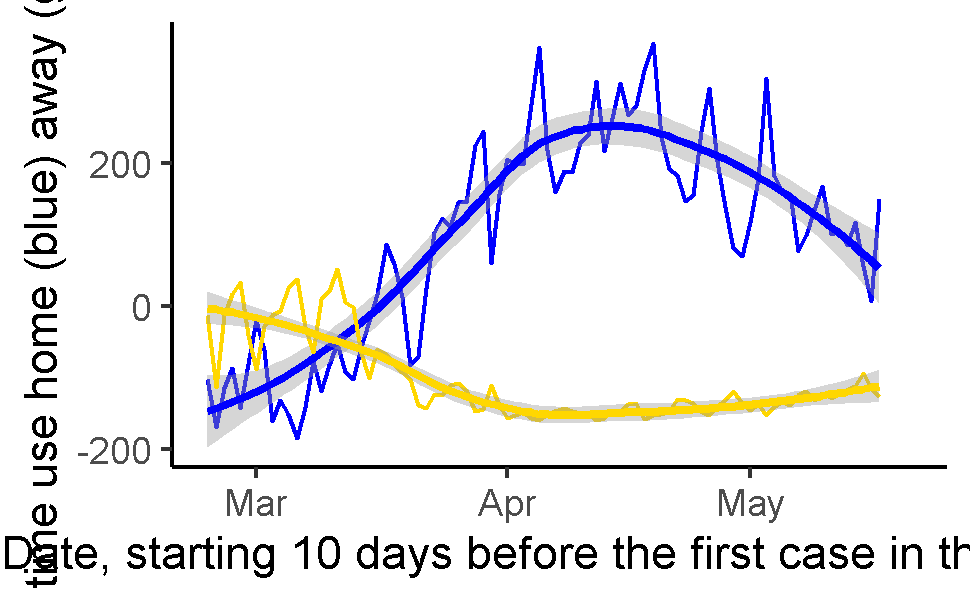 time use home (blue) away (
200
0
-200
Mar Apr May
Date, starting 10 days before the first case in th